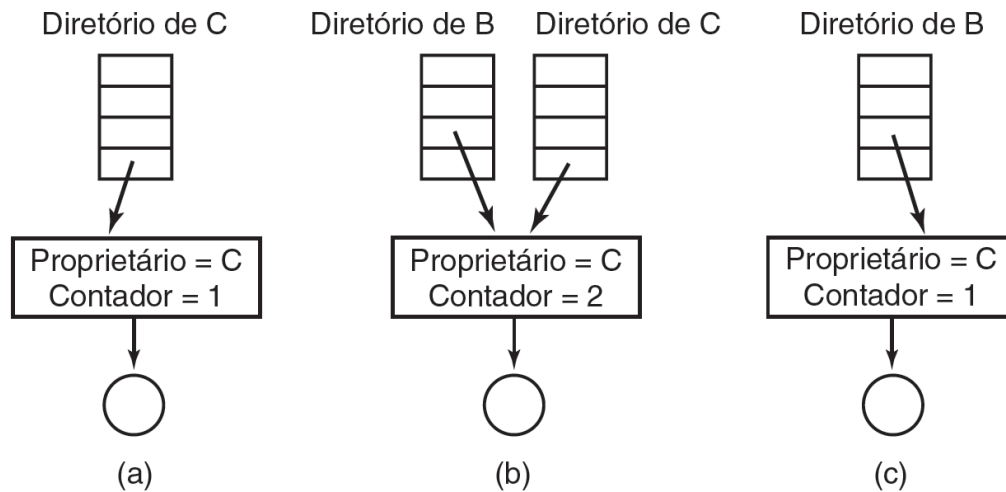 Diretório de C
Diretório de B
Diretório de C
Diretório de B
Proprietário = C
Contador = 1
Proprietário = C
Contador = 2
Proprietário = C
Contador = 1
(a)
(b)
(c)